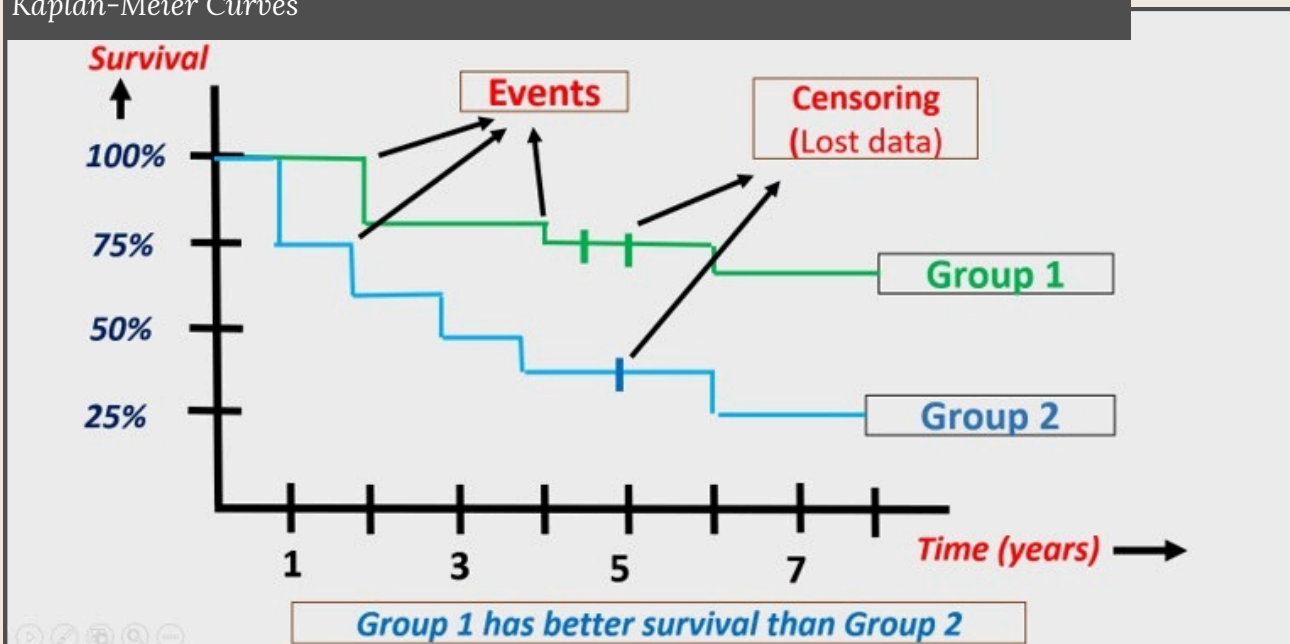 Kaplan-Meier Curves
Survival
Events
Censoring
(Lost data)
100%
75%
50%
25%
Group 1
Group 2
1
3
5
7
Time (years)
Group 1 has better survival than Group 2